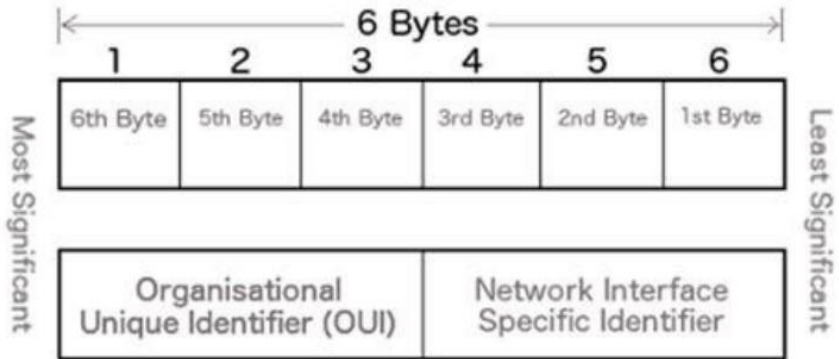 6 Bytes
1 2 3 4 5 6
Most Significant
6th Byte 5th Byte 4th Byte 3rd Byte 2nd Byte 1st Byte
Least Significant
Organisational Network Interface
Unique Identifier (OUI) Specific Identifier